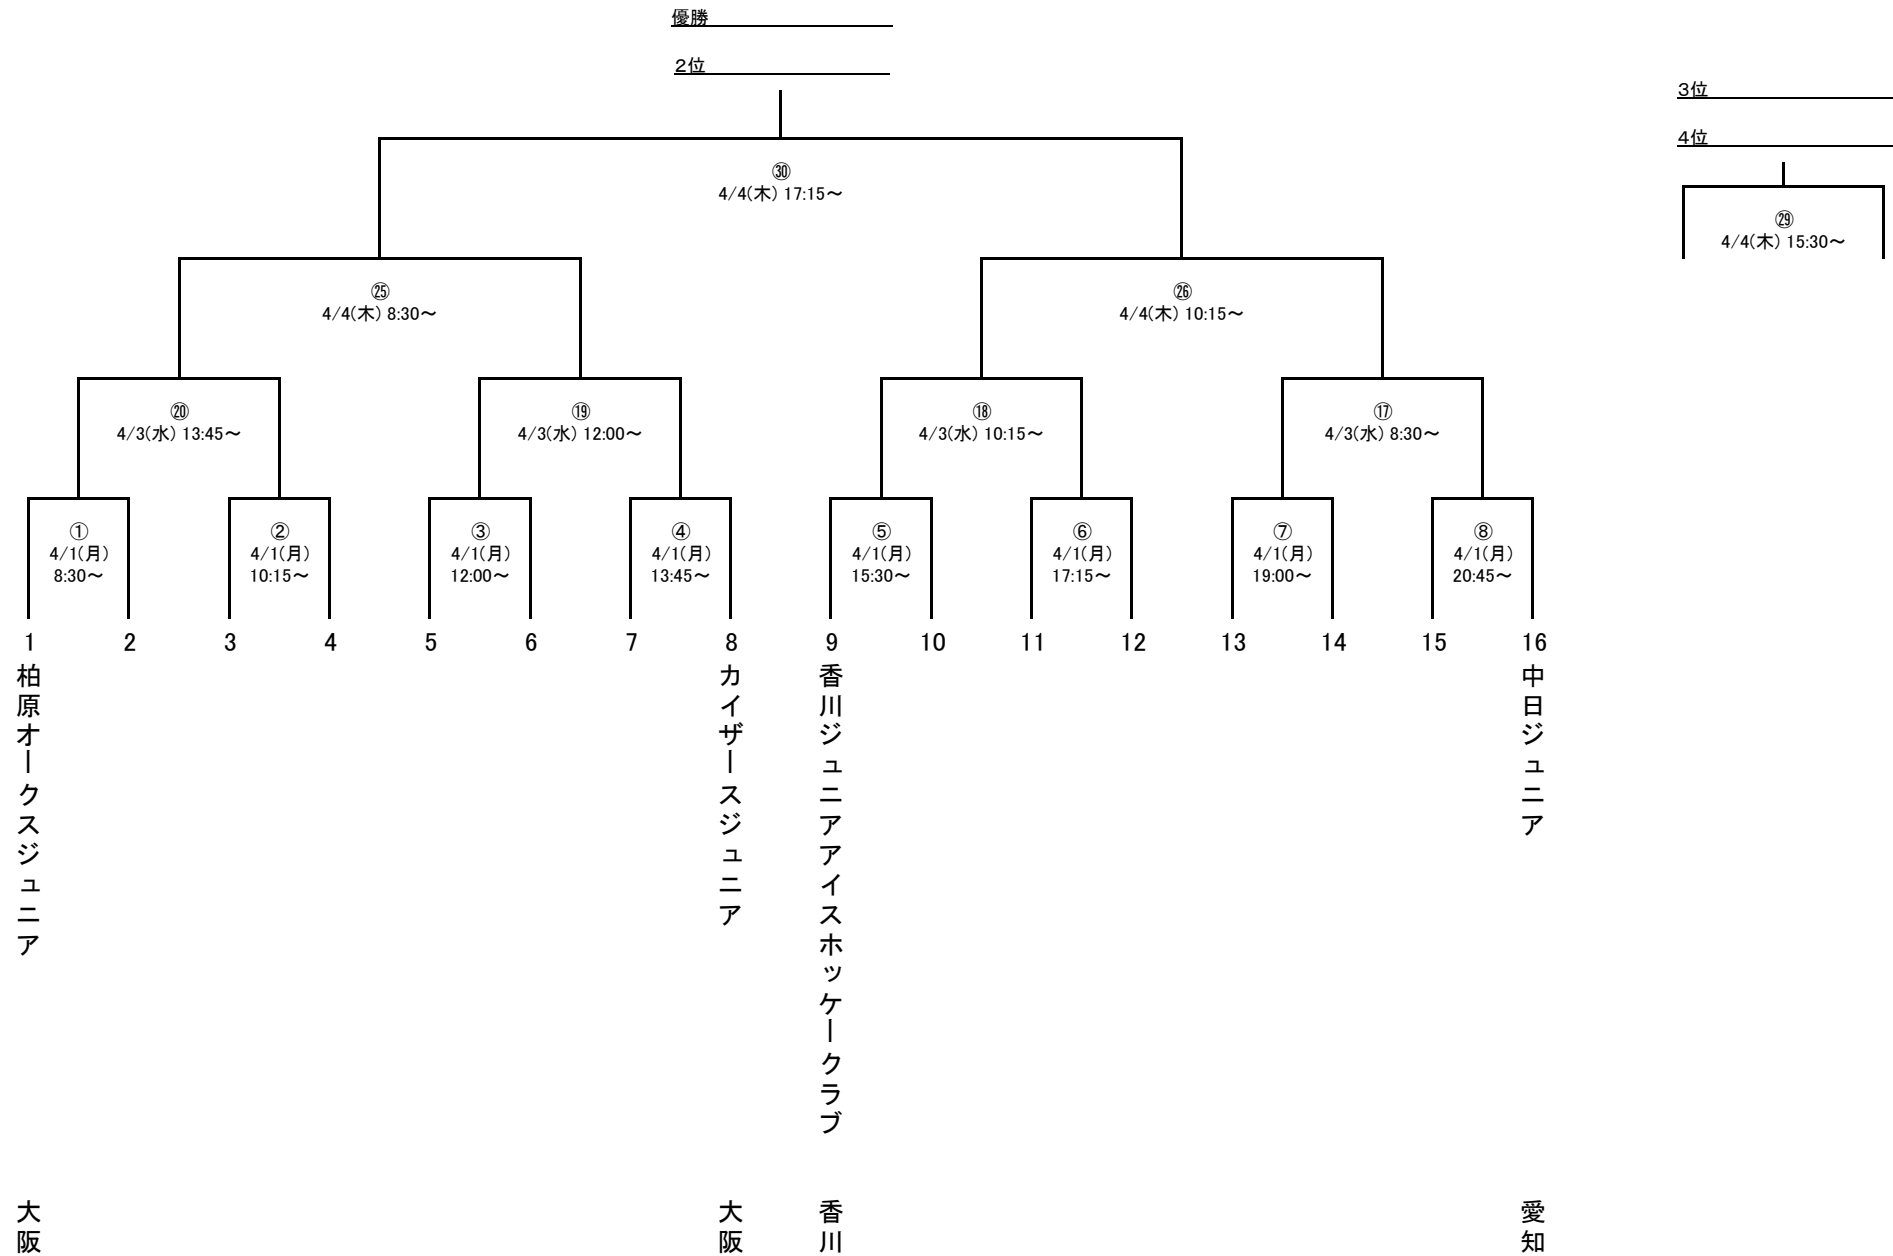 優勝
２位
３位
４位
㉚
4/4(木) 17:15～
㉙
4/4(木) 15:30～
㉕
4/4(木) 8:30～
㉖
4/4(木) 10:15～
⑳
4/3(水) 13:45～
⑲
4/3(水) 12:00～
⑱
4/3(水) 10:15～
⑰
4/3(水) 8:30～
①
4/1(月)
8:30～
②
4/1(月)
10:15～
③
4/1(月)
12:00～
④
4/1(月)
13:45～
⑤
4/1(月)
15:30～
⑥
4/1(月)
17:15～
⑦
4/1(月)
19:00～
⑧
4/1(月)
20:45～
1 2 3 4 5 6 7 8 9 10 11 12 13 14 15 16
柏原オークスジュニア
カイザースジュニア
香川ジュニアアイスホッケークラブ
中日ジュニア
大阪
大阪
香川
愛知